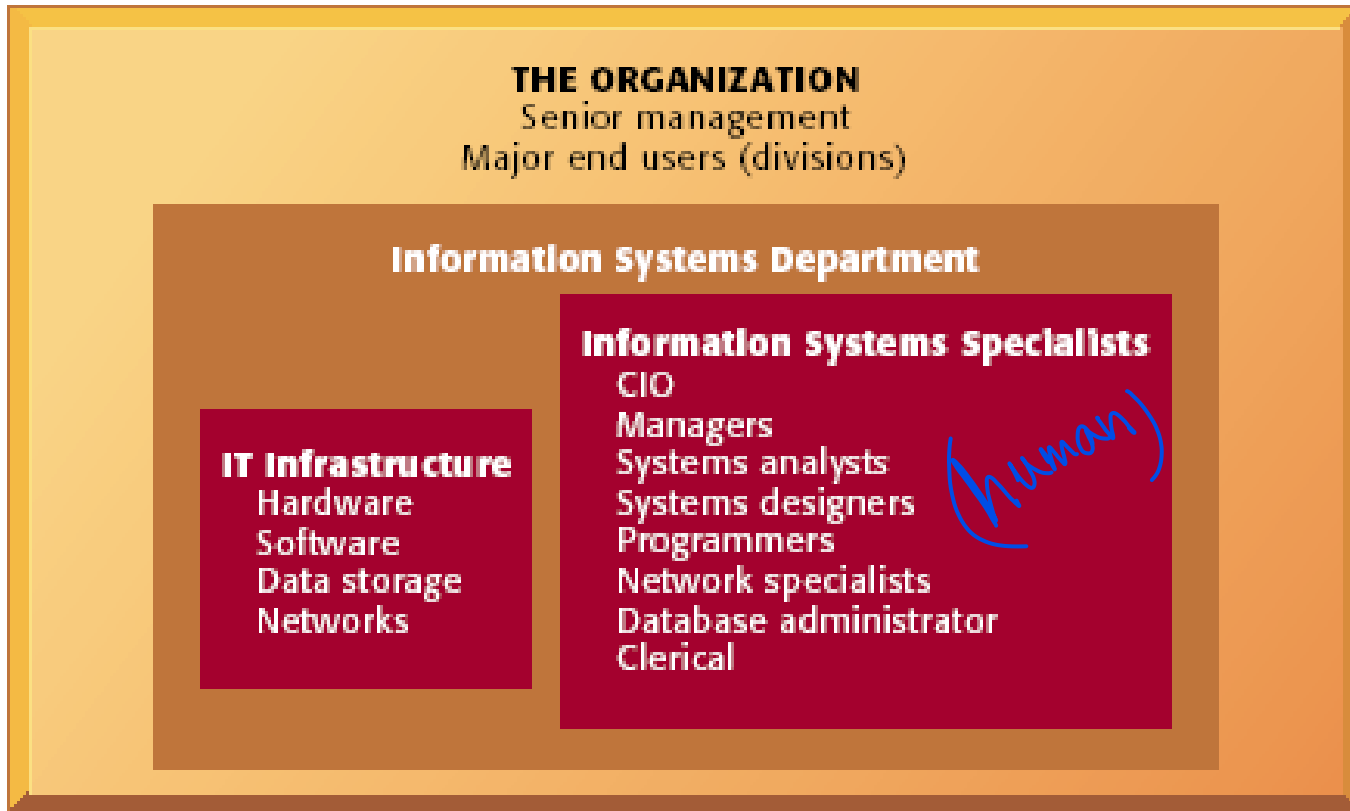 THE ORGANIZATION
Senior management
Major end users (divisions)
Information Systems Department
IT Infrastructure
Hardware
Software
Data storage
Networks
Information Systems Specialists
CIO
Managers
Systems analysts
Systems designers
Programmers
Network specialists
Database administrator
Clerical
(human)